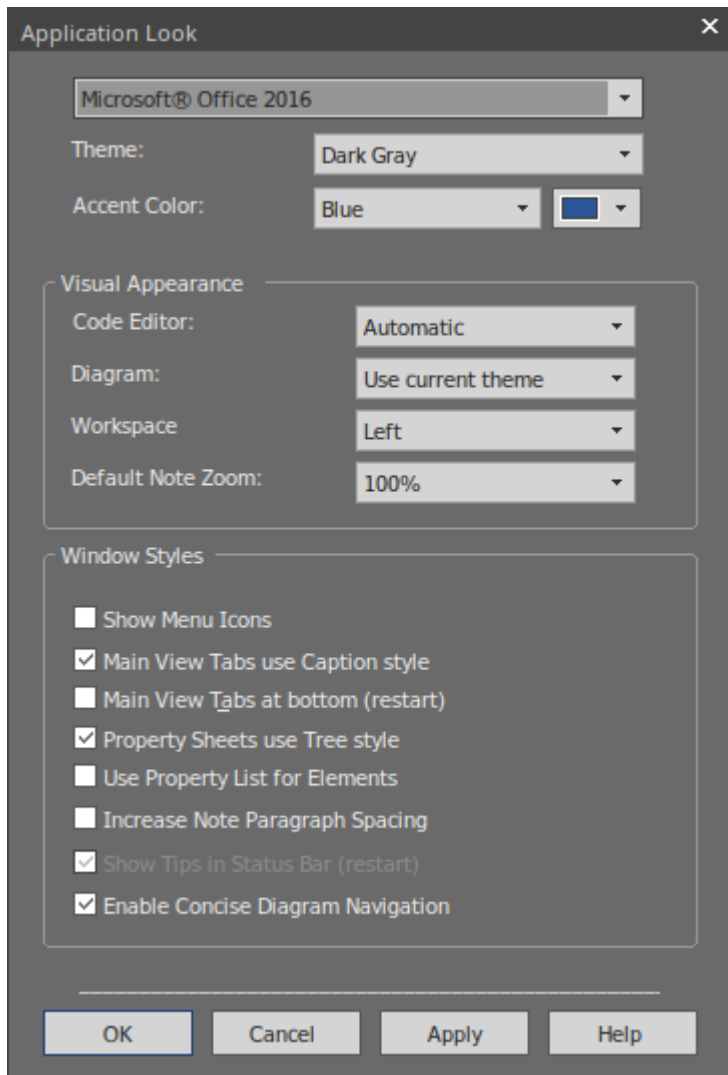 Application Look
Microsoft® Office 2016
Theme: Dark Gray
Accent Color: Blue
Visual Appearance
Code Editor: Automatic
Diagram: Use current theme
Workspace Left
Default Note Zoom: 100%
Window Styles
Show Menu Icons
Main View Tabs use Caption style
Main View Tabs at bottom (restart)
Property Sheets use Tree style
Use Property List for Elements
Increase Note Paragraph Spacing
Show Tips in Status Bar (restart)
Enable Concise Diagram Navigation
OK Cancel Apply Help